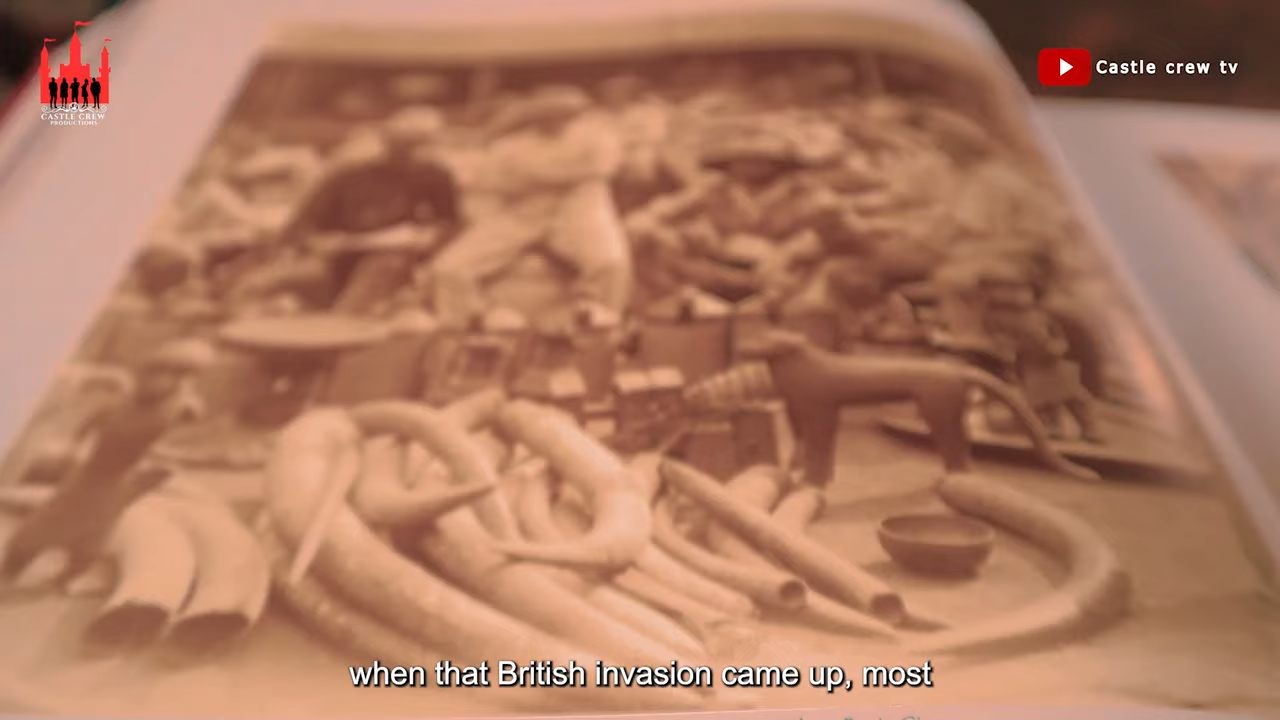 CASTLE CREW
PRODUCTIONS
Castle crew tv
when that British invasion came up, most